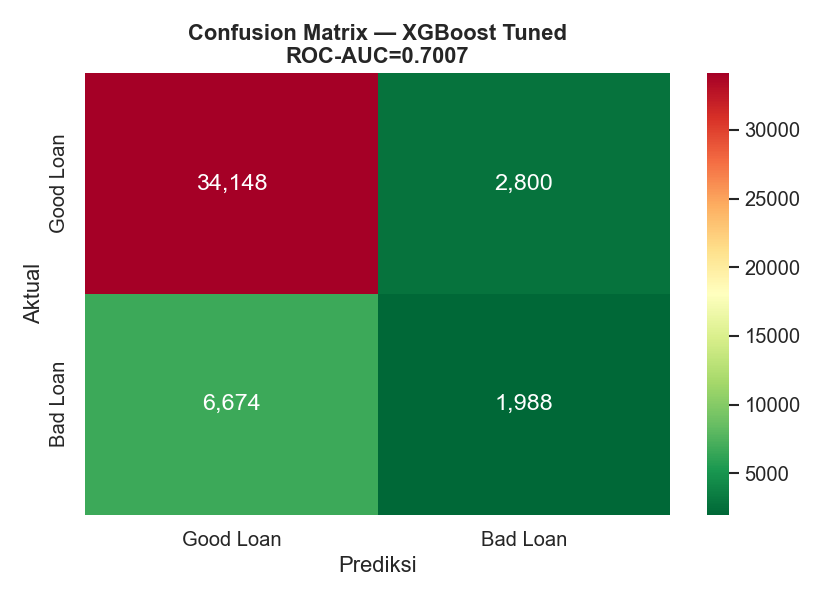 Confusion Matrix — XGBoost Tuned
ROC-AUC=0.7007
Aktual
Good Loan
34,148
2,800
Bad Loan
6,674
1,988
Good Loan
Bad Loan
Prediksi
30000
25000
20000
15000
10000
5000